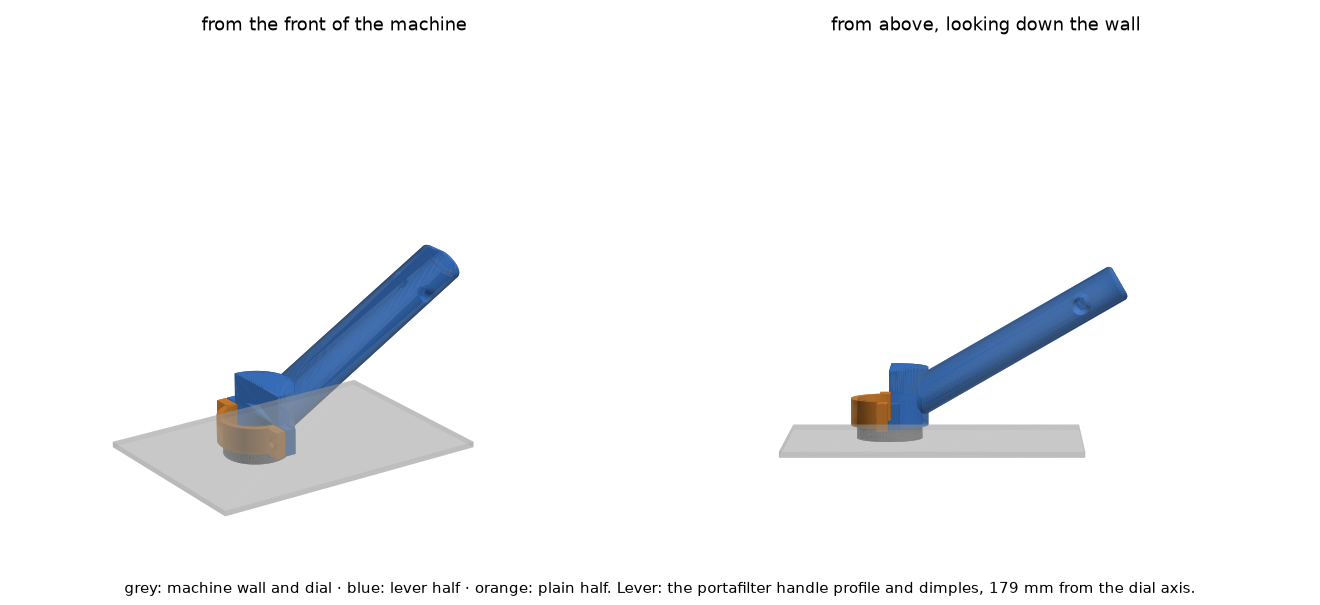 from the front of the machine
from above, looking down the wall
grey: machine wall and dial · blue: lever half · orange: plain half. Lever: the portafilter handle profile and dimples, 179 mm from the dial axis.